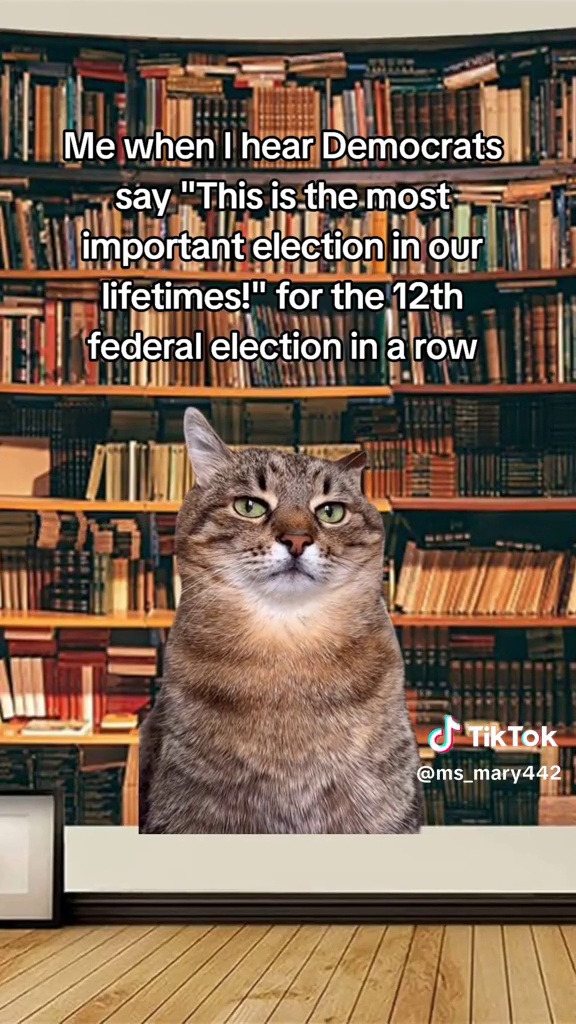 Me when I hear Democrats
say "This is the most
important election in our
lifetimes!" for the 12th
federal election in a row
TikTok
@ms_mary442